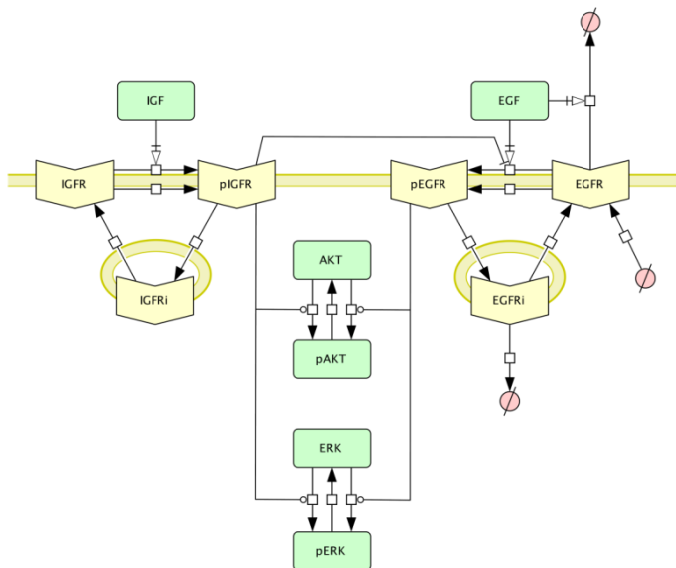 IGF
EGF
IGFR
pIGFR
pEGFR
EGFR
AKT
IGFRi
EGFRi
pAKT
ERK
pERK